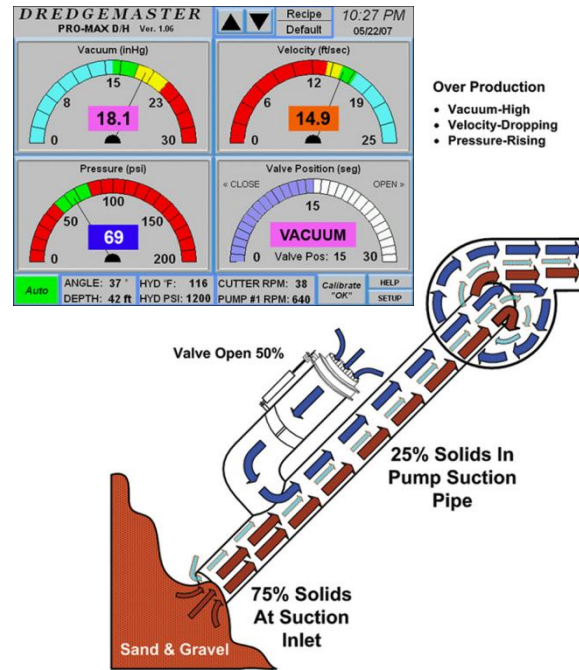 DREDGEMASTER
PRO-MAX D/H Ver. 1.06
Recipe
Default
10:27 PM
05/22/07
Vacuum (inHg)
0
8
15
23
30
18.1
Velocity (ft/sec)
0
6
12
19
25
14.9
Pressure (psi)
0
50
100
150
200
69
Valve Position (seg)
« CLOSE
OPEN »
15
VACUUM
0
Valve Pos: 15
30
Auto
ANGLE: 37 °
DEPTH: 42 ft
HYD °F: 116
HYD PSI: 1200
CUTTER RPM: 38
PUMP #1 RPM: 640
Calibrate
"OK"
HELP
SETUP
Over Production
• Vacuum-High
• Velocity-Dropping
• Pressure-Rising
Valve Open 50%
25% Solids In
Pump Suction
Pipe
75% Solids
At Suction
Inlet
Sand & Gravel